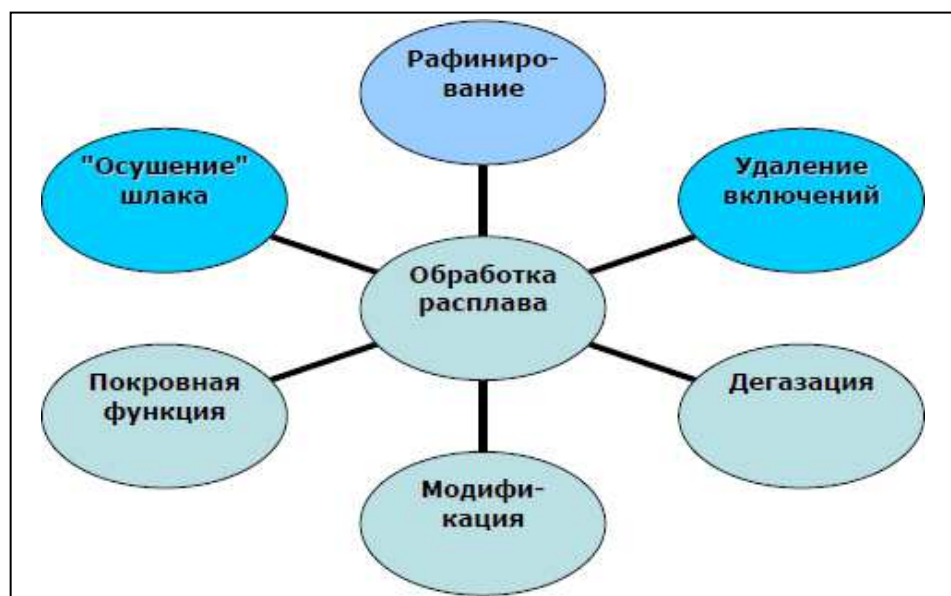 Рафиниро-
вание
"Осушение"
шлака
Удаление
включений
Обработка
расплава
Покровная
функция
Дегазация
Модифи-
кация